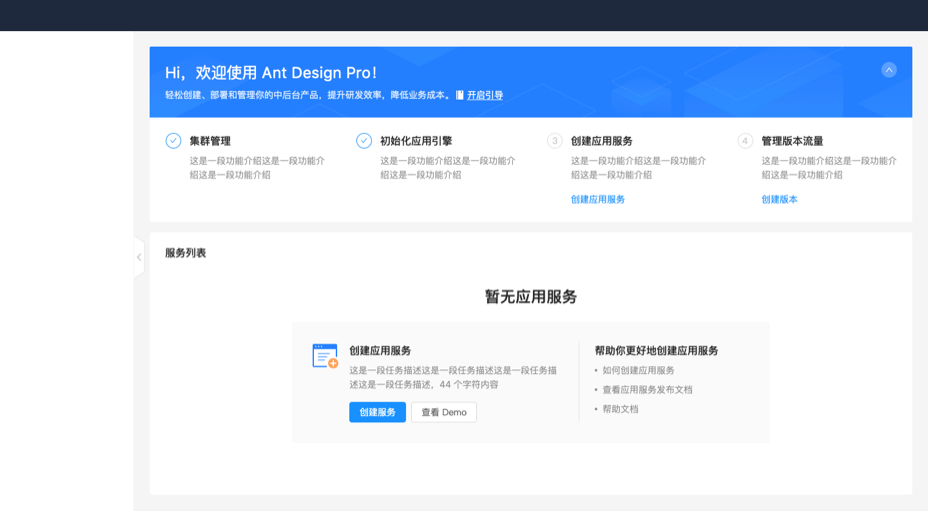 Hi，欢迎使用 Ant Design Pro！
轻松创建、部署和管理你的中后台产品，提升研发效率，降低业务成本。 开启引导
集群管理
这是一段功能介绍这是一段功能介
绍这是一段功能介绍
初始化应用引擎
这是一段功能介绍这是一段功能介
绍这是一段功能介绍
3 创建应用服务
这是一段功能介绍这是一段功能介
绍这是一段功能介绍
创建应用服务
4 管理版本流量
这是一段功能介绍这是一段功能介
绍这是一段功能介绍
创建版本
服务列表
暂无应用服务
创建应用服务
这是一段任务描述这是一段任务描述这是一段任务描
述这是一段任务描述，44 个字符内容
创建服务 查看 Demo
帮助你更好地创建应用服务
• 如何创建应用服务
• 查看应用服务发布文档
• 帮助文档